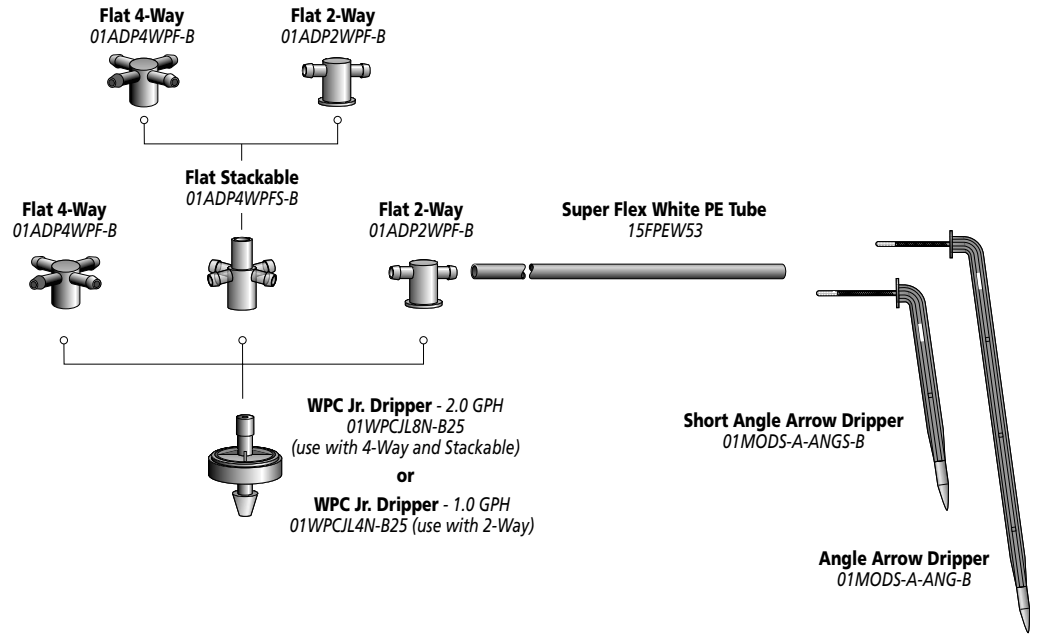 Flat 4-Way
01ADP4WPF-B
Flat 2-Way
01ADP2WPF-B
Flat Stackable
01ADP4WPFS-B
Flat 4-Way
01ADP4WPF-B
Flat 2-Way
01ADP2WPF-B
Super Flex White PE Tube
15FPEW53
WPC Jr. Dripper - 2.0 GPH
01WPCJL8N-B25
(use with 4-Way and Stackable)
or
WPC Jr. Dripper - 1.0 GPH
01WPCJL4N-B25 (use with 2-Way)
Short Angle Arrow Dripper
01MODS-A-ANGS-B
Angle Arrow Dripper
01MODS-A-ANG-B